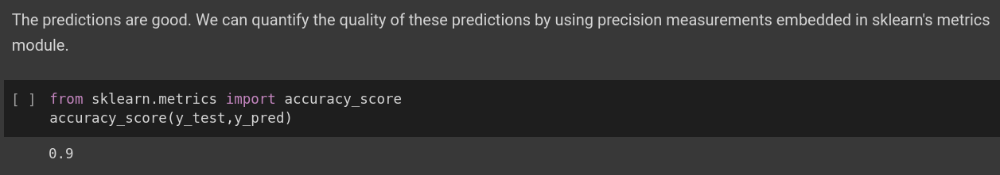 The predictions are good. We can quantify the quality of these predictions by using precision measurements embedded in sklearn's metrics
module.
[ ] from sklearn.metrics import accuracy_score
accuracy_score(y_test,y_pred)
0.9